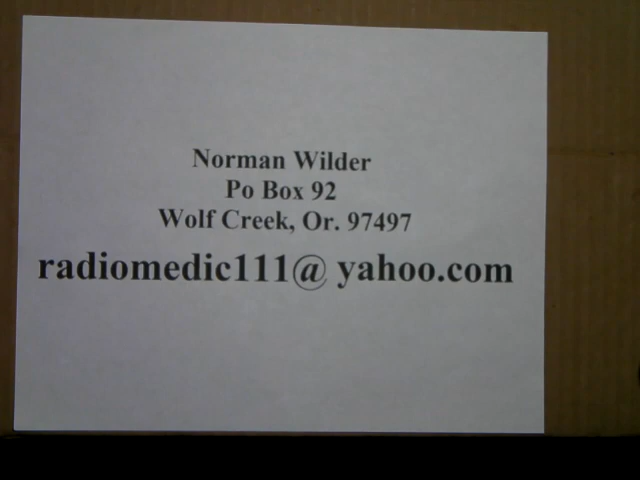 Norman Wilder
Po Box 92
Wolf Creek, Or. 97497
radiomedic111@ yahoo.com